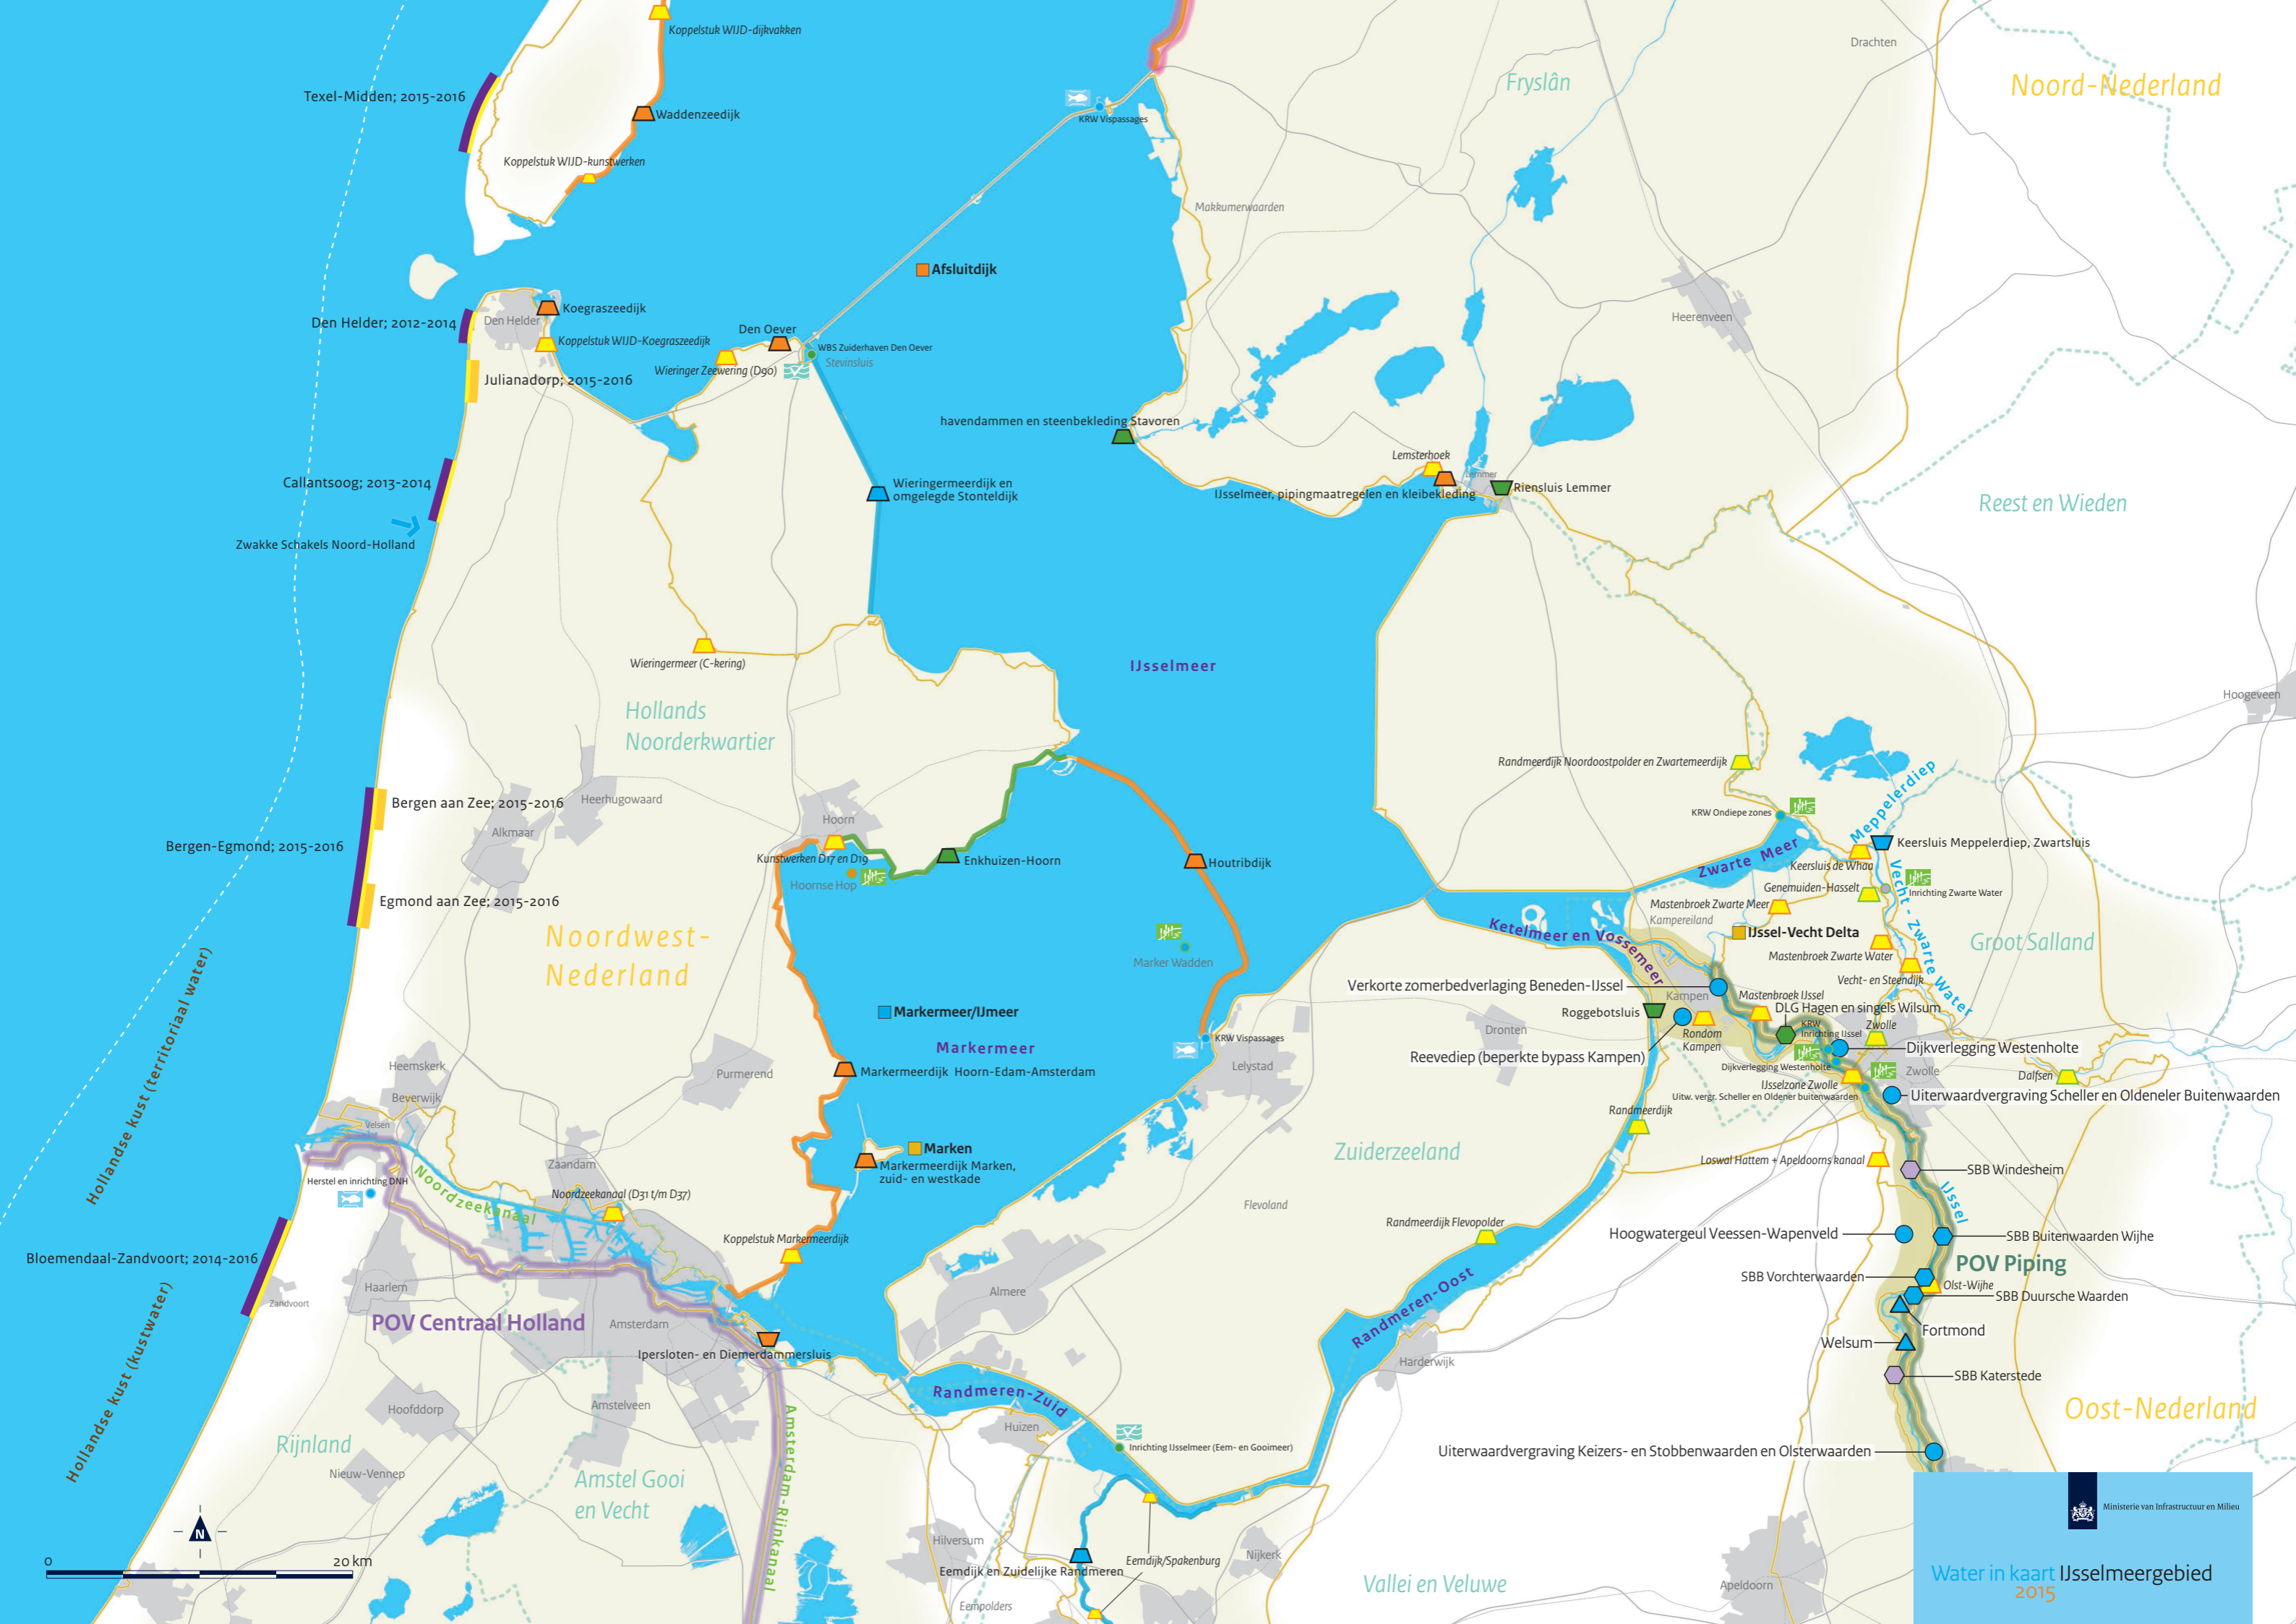 Koppelstuk WIJD-dijkvakken
Drachten
Fryslân
Noord-Nederland
Texel-Midden; 2015-2016
Waddenzeedijk
KRW Vispassages
Koppelstuk WIJD-kunstwerken
Makkumerwaarden
Afsluitdijk
Koegraszeedijk
Den Helder; 2012-2014
Den Helder
Heerenveen
Koppelstuk WIJD-Koegraszeedijk
Den Oever
WBS Zuiderhaven Den Oever
Stevinsluis
Wieringer Zeewering (D90)
Julianadorp; 2015-2016
havendammen en steenbekleding Stavoren
Lemsterhoek
Lemmer
Callantsoog; 2013-2014
Wieringermeerdijk en
omgelegde Stonteldijk
IJsselmeer, pipingmaatregelen en kleibekleding
Riensluis Lemmer
Reest en Wieden
Zwakke Schakels Noord-Holland
Wieringermeer (C-kering)
IJsselmeer
Hoogeveen
Hollands
Noorderkwartier
Randmeerdijk Noordoostpolder en Zwartemeerdijk
Meppelerdiep
Bergen aan Zee; 2015-2016
Heerhugowaard
KRW Ondiepe zones
Hoorn
Alkmaar
Bergen-Egmond; 2015-2016
Keersluis Meppelerdiep, Zwartsluis
Kunstwerken D17 en D19
Enkhuizen-Hoorn
Houtribdijk
Zwarte Meer
Keersluis de Whaa
Hoornse Hop
Genemuiden-Hasselt
Inrichting Zwarte Water
Egmond aan Zee; 2015-2016
Mastenbroek Zwarte Meer
Kampereiland
Vecht - Zwarte Water
Noordwest-
Nederland
Ketelmeer en Vossemeer
IJssel-Vecht Delta
Groot Salland
Marker Wadden
Mastenbroek Zwarte Water
Vecht- en Steendijk
Hollandse kust (territoriaal water)
Verkorte zomerbedverlaging Beneden-IJssel
Kampen
Mastenbroek IJssel
Markermeer/IJmeer
Roggebotsluis
DLG Hagen en singels Wilsum
Dronten
Rondom
Kampen
KRW
Inrichting IJssel
Zwolle
Markermeer
KRW Vispassages
Reevediep (beperkte bypass Kampen)
Dijkverlegging Westenholte
Heemskerk
Purmerend
Markermeerdijk Hoorn-Edam-Amsterdam
Lelystad
Dijkverlegging Westenholte
Zwolle
Dalfsen
IJsselzone Zwolle
Beverwijk
Uitw. vergr. Scheller en Oldener buitenwaarden
Uiterwaardvergraving Scheller en Oldeneler Buitenwaarden
Randmeerdijk
Velsen
Marken
Zuiderzeeland
Zaandam
Markermeerdijk Marken,
zuid- en westkade
Loswal Hattem + Apeldoorns kanaal
SBB Windesheim
Herstel en inrichting DNH
Noordzeekanaal
Noordzeekanaal (D31 t/m D37)
Flevoland
IJssel
Randmeerdijk Flevopolder
Hoogwatergeul Veessen-Wapenveld
SBB Buitenwaarden Wijhe
Koppelstuk Markermeerdijk
Bloemendaal-Zandvoort; 2014-2016
POV Piping
SBB Vorchterwaarden
Haarlem
Almere
Olst-Wijhe
SBB Duursche Waarden
Zandvoort
Randmeren-Oost
POV Centraal Holland
Amsterdam
Fortmond
Welsum
Ipersloten- en Diemerdammersluis
Harderwijk
SBB Katerstede
Hollandse kust (kustwater)
Randmeren-Zuid
Hoofddorp
Amstelveen
Oost-Nederland
Huizen
Rijnland
Amsterdam-Rijnkanaal
Inrichting IJsselmeer (Eem- en Gooimeer)
Uiterwaardvergraving Keizers- en Stobbenwaarden en Olsterwaarden
Nieuw-Vennep
Amstel Gooi
en Vecht
Ministerie van Infrastructuur en Milieu
N
Hilversum
Nijkerk
0 20 km
Eemdijk/Spakenburg
Eemdijk en Zuidelijke Randmeren
Water in kaart IJsselmeergebied
2015
Vallei en Veluwe
Apeldoorn
Eempolders